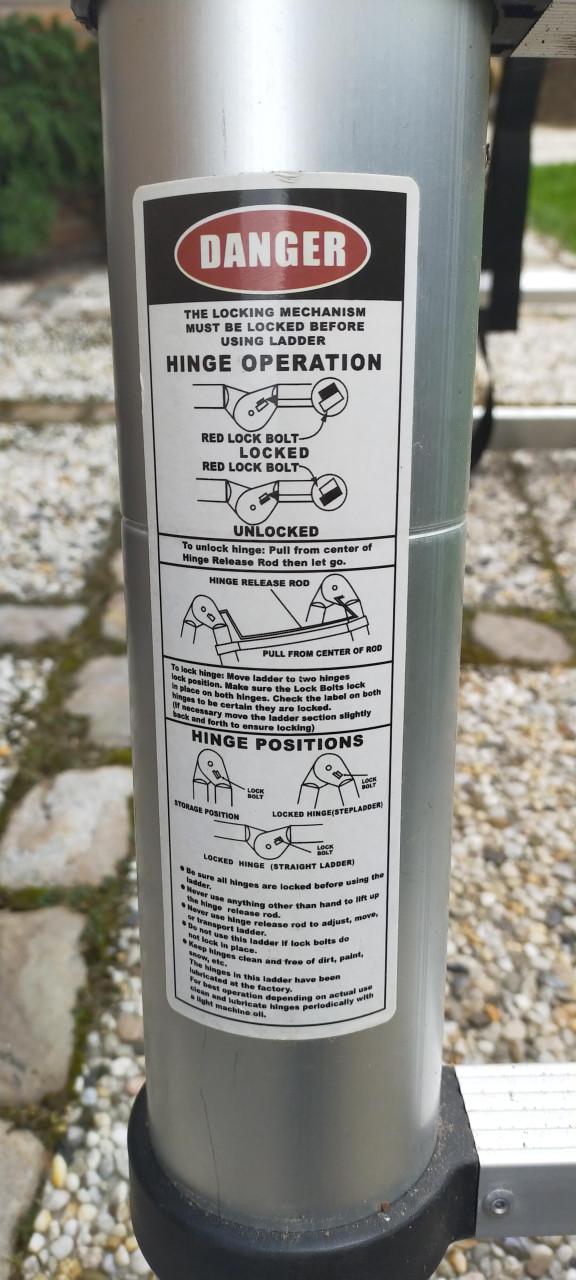 DANGER
THE LOCKING MECHANISM
MUST BE LOCKED BEFORE
USING LADDER
HINGE OPERATION
RED LOCK BOLT
LOCKED
RED LOCK BOLT
UNLOCKED
To unlock hinge: Pull from center of
Hinge Release Rod then let go.
HINGE RELEASE ROD
PULL FROM CENTER OF ROD
To lock hinge: Move ladder to two hinges
lock position. Make sure the Lock Bolts lock
in place on both hinges. Check the label on both
hinges to be certain they are locked.
(If necessary move the ladder section slightly
back and forth to ensure locking)
HINGE POSITIONS
LOCK
BOLT
STORAGE POSITION
LOCK
BOLT
LOCKED HINGE(STEPLADDER)
LOCK
BOLT
LOCKED HINGE (STRAIGHT LADDER)
● Be sure all hinges are locked before using the
ladder.
● Never use anything other than hand to lift up
the hinge release rod.
● Never use hinge release rod to adjust, move,
or transport ladder.
● Do not use this ladder if lock bolts do
not lock in place.
● Keep hinges clean and free of dirt, paint,
snow, etc.
The hinges in this ladder have been
lubricated at the factory.
For best operation depending on actual use
clean and lubricate hinges periodically with
a light machine oil.